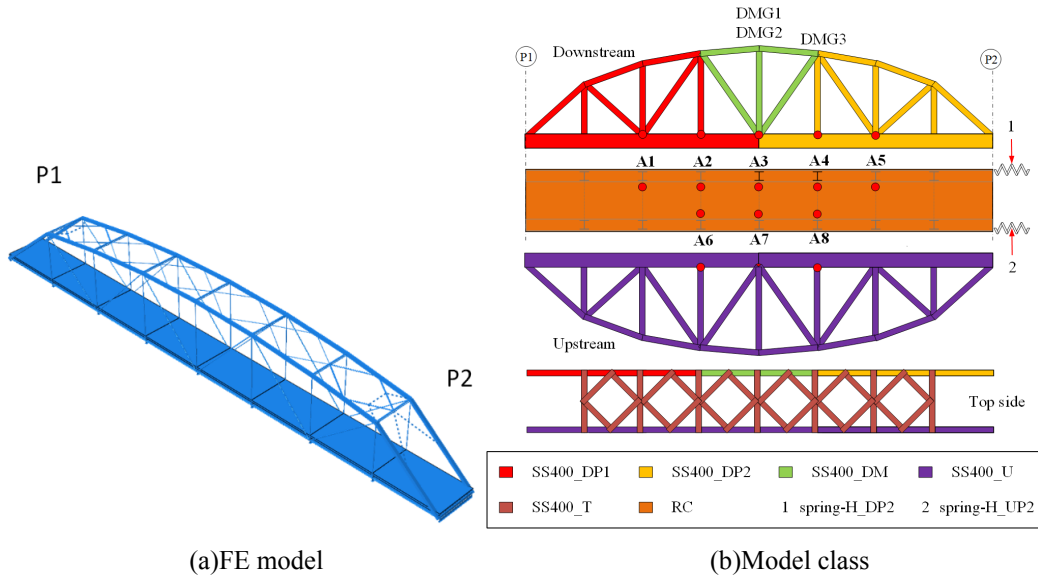 P1
P2
(a)FE model
DMG1
DMG2
DMG3
Downstream
P1
P2
1
A1
A2
A3
A4
A5
A6
A7
A8
2
Upstream
Top side
SS400_DP1
SS400_DP2
SS400_DM
SS400_U
SS400_T
RC
1 spring-H_DP2
2 spring-H_UP2
(b)Model class